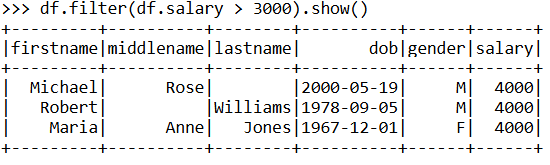 >>> df.filter(df.salary > 3000).show()
+---------+----------+--------+----------+------+------+
|firstname|middlename|lastname|       dob|gender|salary|
+---------+----------+--------+----------+------+------+
|  Michael|      Rose|        |2000-05-19|     M|  4000|
|   Robert|          |Williams|1978-09-05|     M|  4000|
|    Maria|      Anne|   Jones|1967-12-01|     F|  4000|
+---------+----------+--------+----------+------+------+